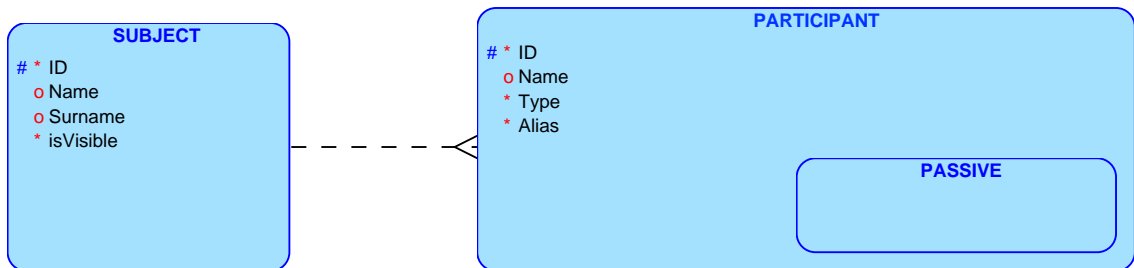 SUBJECT
# * ID
o Name
o Surname
* isVisible
PARTICIPANT
# * ID
o Name
* Type
* Alias
PASSIVE